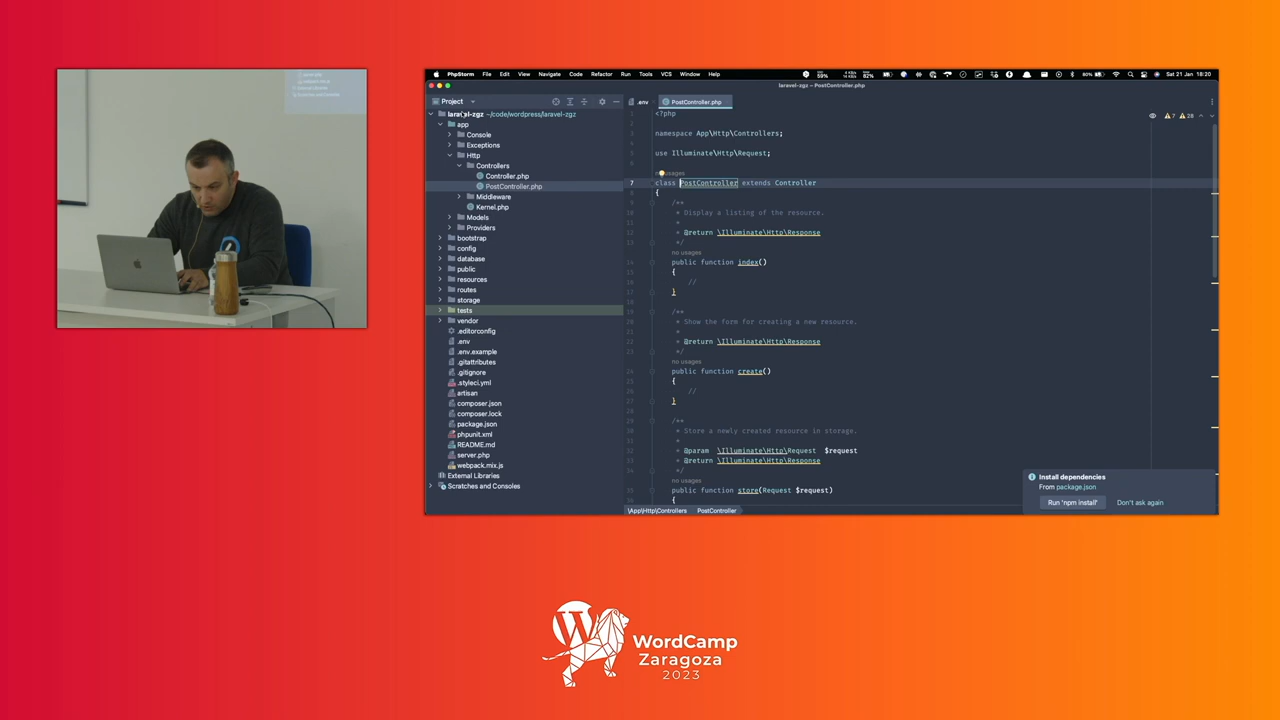 PhpStorm File Edit View Navigate Code Refactor Run Tools VCS Window Help
Sat 21 Jan 18:20
laravel-zgz – PostController.php
Project
.env
PostController.php
laravel-zgz ~/code/wordpress/laravel-zgz
app
Console
Exceptions
Http
Controllers
Controller.php
PostController.php
Middleware
Kernel.php
Models
Providers
bootstrap
config
database
public
resources
routes
storage
tests
vendor
.editorconfig
.env
.env.example
.gitattributes
.gitignore
.styleci.yml
artisan
composer.json
composer.lock
package.json
phpunit.xml
README.md
server.php
webpack.mix.js
External Libraries
Scratches and Consoles
<?php
namespace App\Http\Controllers;
use Illuminate\Http\Request;
class PostController extends Controller
{
/**
* Display a listing of the resource.
*
* @return \Illuminate\Http\Response
*/
no usages
public function index()
{
//
}
/**
* Show the form for creating a new resource.
*
* @return \Illuminate\Http\Response
*/
no usages
public function create()
{
//
}
/**
* Store a newly created resource in storage.
*
* @param \Illuminate\Http\Request $request
* @return \Illuminate\Http\Response
*/
no usages
public function store(Request $request)
{
Install dependencies
From package.json
Run 'npm install'
Don't ask again
\App\Http\Controllers
PostController
WordCamp
Zaragoza
2023